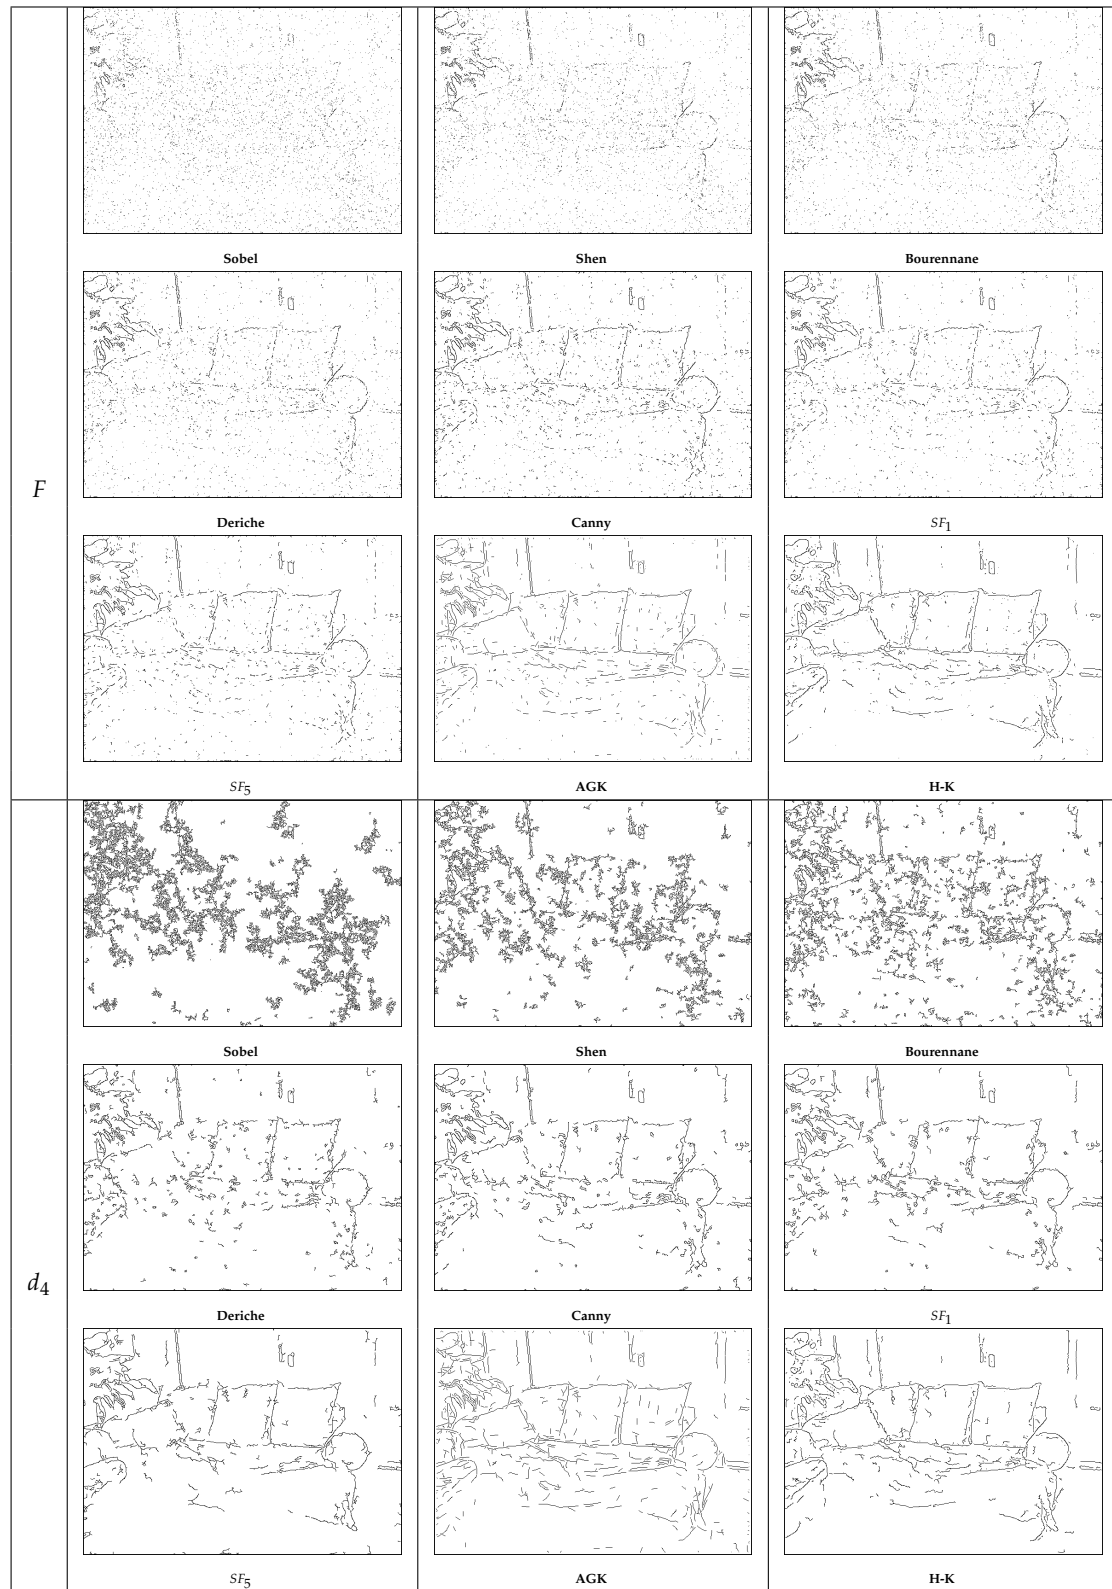 Sobel Shen Bourennane
F
Deriche Canny SF1
SF5 AGK H-K
Sobel Shen Bourennane
d4
Deriche Canny SF1
SF5 AGK H-K